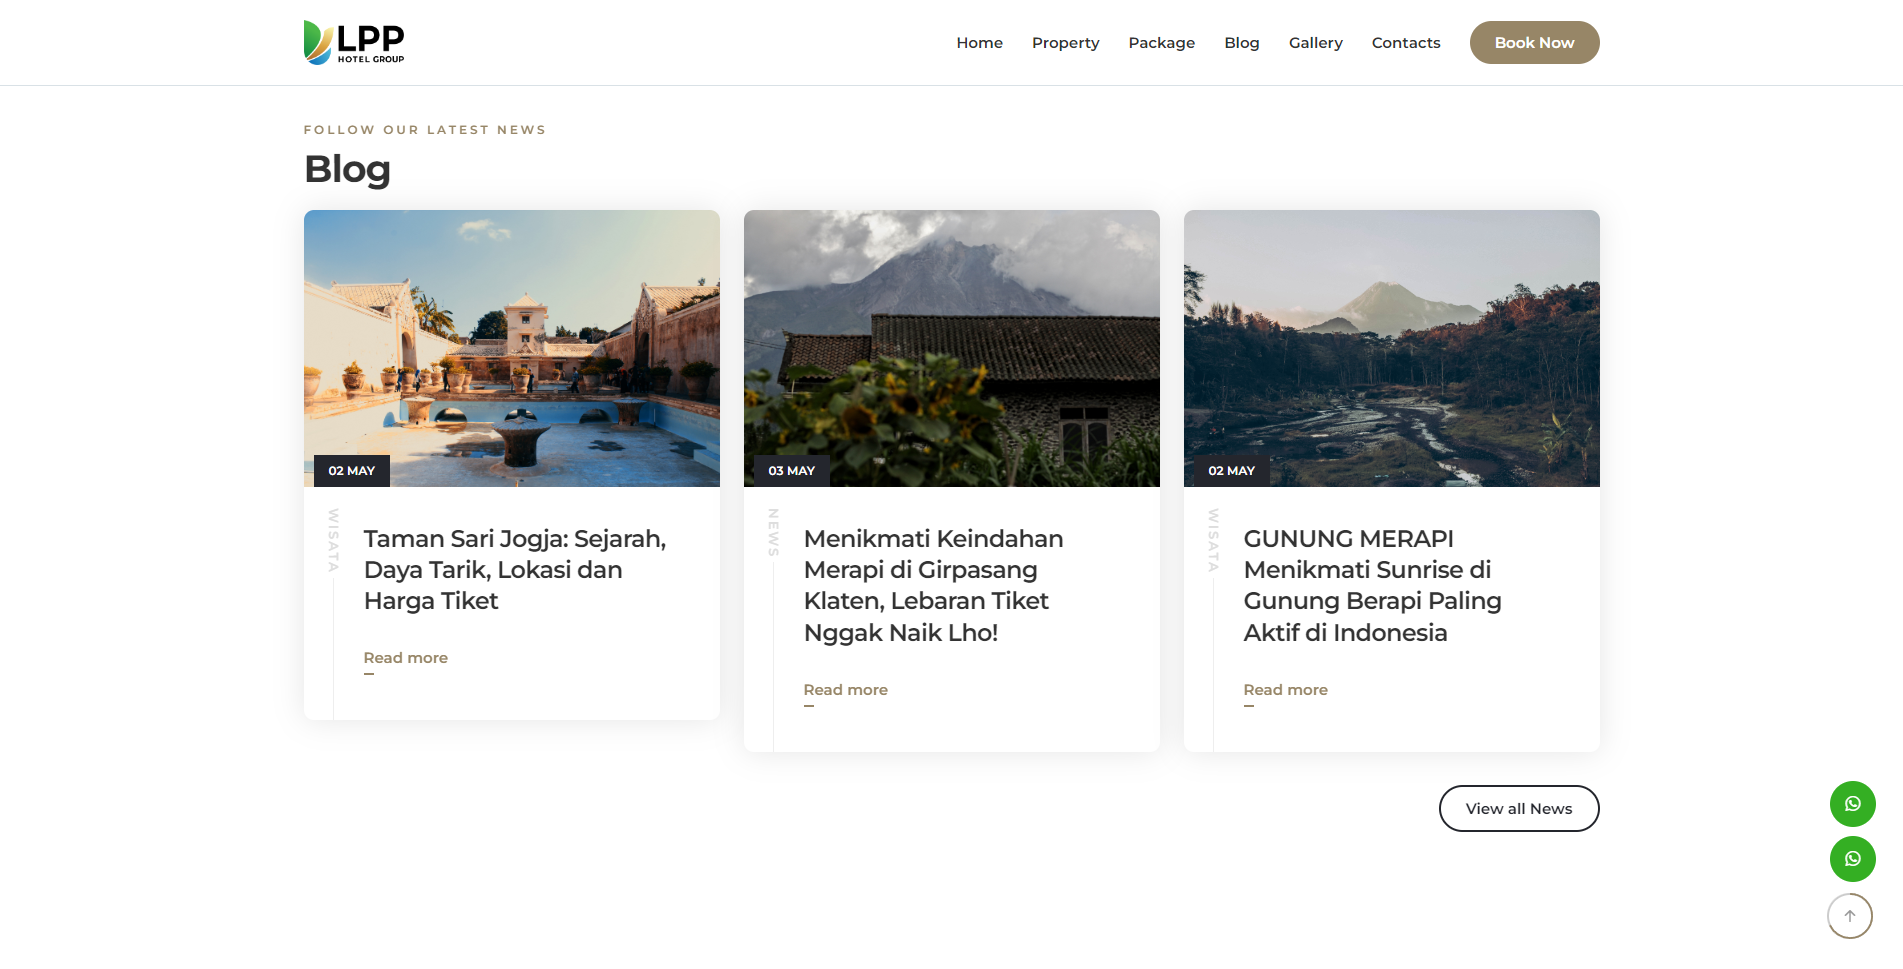 LPP
HOTEL GROUP
Home
Property
Package
Blog
Gallery
Contacts
Book Now
FOLLOW OUR LATEST NEWS
Blog
02 MAY
WISATA
Taman Sari Jogja: Sejarah,
Daya Tarik, Lokasi dan
Harga Tiket
Read more
03 MAY
NEWS
Menikmati Keindahan
Merapi di Girpasang
Klaten, Lebaran Tiket
Nggak Naik Lho!
Read more
02 MAY
WISATA
GUNUNG MERAPI
Menikmati Sunrise di
Gunung Berapi Paling
Aktif di Indonesia
Read more
View all News